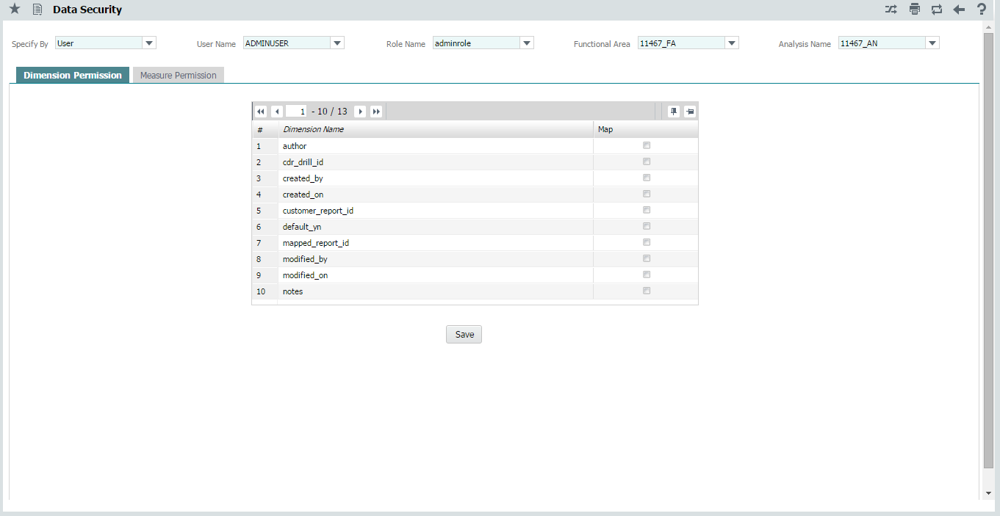 Data Security
?
Specify By User User Name ADMINUSER Role Name adminrole Functional Area 11467_FA Analysis Name 11467_AN
Dimension Permission Measure Permission
1 - 10 / 13
# Dimension Name Map
1 author
2 cdr_drill_id
3 created_by
4 created_on
5 customer_report_id
6 default_yn
7 mapped_report_id
8 modified_by
9 modified_on
10 notes
Save